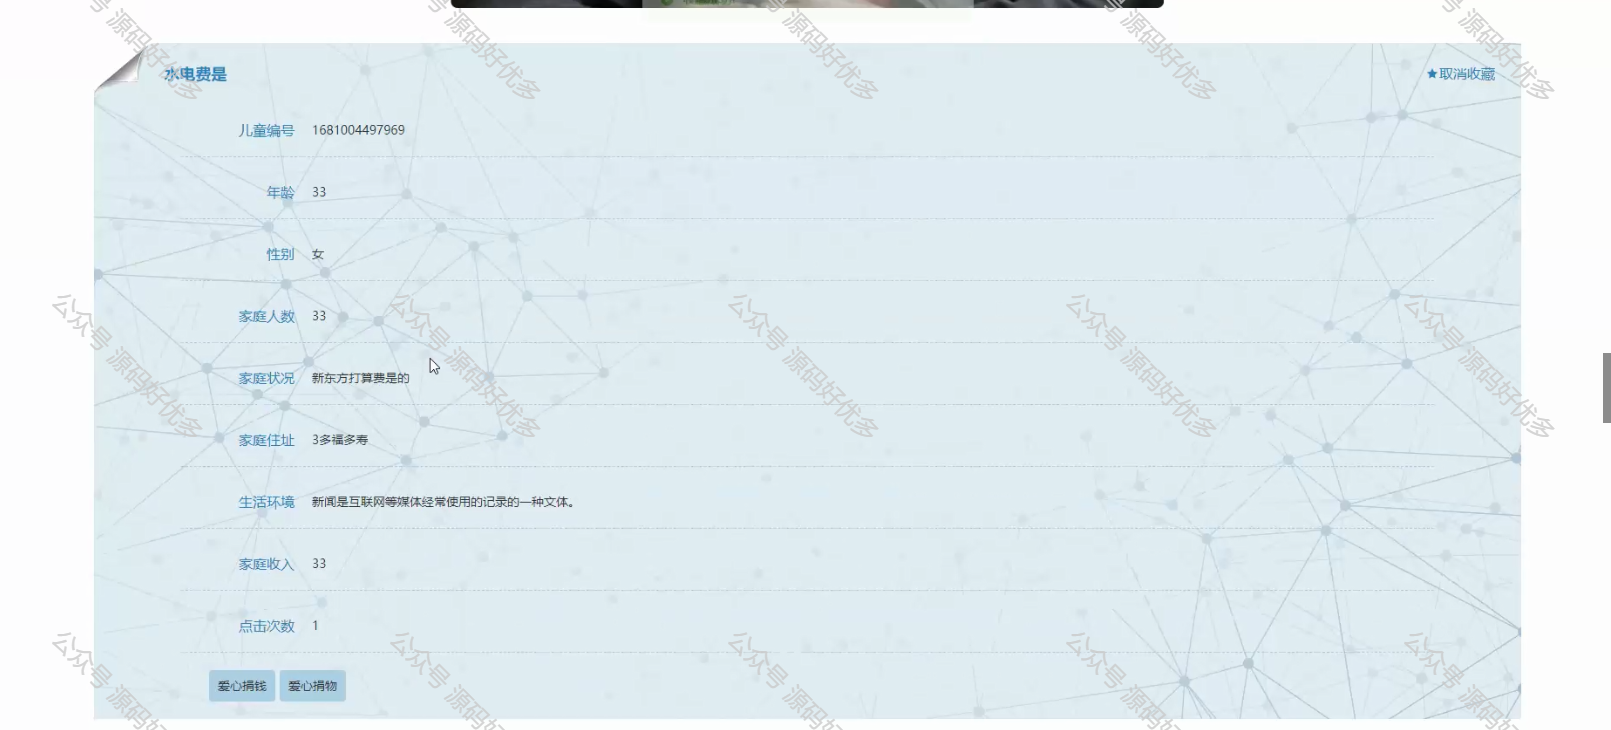 水电费是
★取消收藏
儿童编号 1681004497969
年龄 33
性别 女
家庭人数 33
家庭状况 新东方打算费是的
家庭住址 3多福多寿
生活环境 新闻是互联网等媒体经常使用的记录的一种文体。
家庭收入 33
点击次数 1
爱心捐钱 爱心捐物
公众号 源码好优多